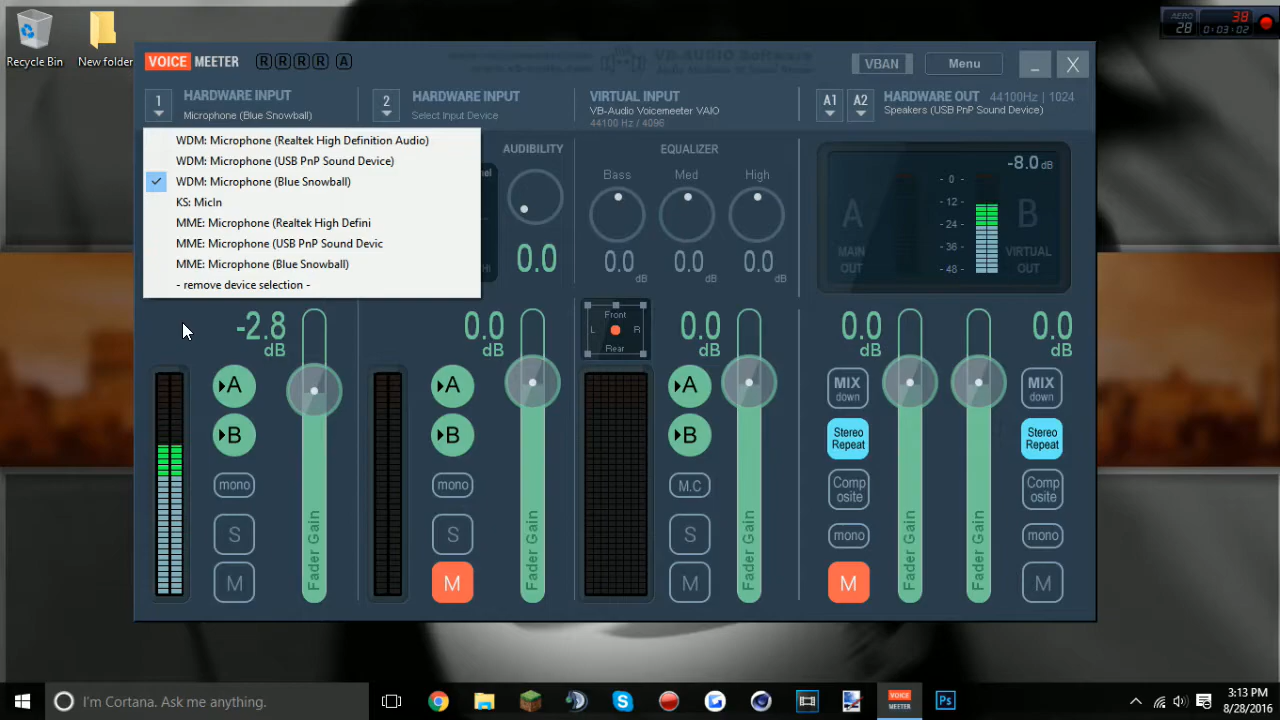 Recycle Bin
New folder
AERO
28
38
0:03:02
VOICE MEETER
R R R R A
VB-AUDIO Software
VBAN
Menu
_
X
1
HARDWARE INPUT
Microphone (Blue Snowball)
2
HARDWARE INPUT
Select Input Device
VIRTUAL INPUT
VB-Audio Voicemeeter VAIO
44100 Hz / 4096
A1
A2
HARDWARE OUT
44100Hz | 1024
Speakers (USB PnP Sound Device)
WDM: Microphone (Realtek High Definition Audio)
WDM: Microphone (USB PnP Sound Device)
WDM: Microphone (Blue Snowball)
KS: MicIn
MME: Microphone (Realtek High Defini
MME: Microphone (USB PnP Sound Devic
MME: Microphone (Blue Snowball)
- remove device selection -
AUDIBILITY
0.0
EQUALIZER
Bass
Med
High
0.0
dB
0.0
dB
0.0
dB
-8.0 dB
A
MAIN
OUT
- 0 -
- 12 -
- 24 -
- 36 -
- 48 -
B
VIRTUAL
OUT
-2.8
dB
A
B
mono
S
M
Fader Gain
0.0
dB
A
B
mono
S
M
Fader Gain
Front
L
R
Rear
0.0
dB
A
B
M.C
S
M
Fader Gain
0.0
dB
MIX
down
Stereo
Repeat
Comp
osite
mono
M
Fader Gain
Fader Gain
0.0
dB
MIX
down
Stereo
Repeat
Comp
osite
mono
M
I'm Cortana. Ask me anything.
VOICE
MEETER
Ps
3:13 PM
8/28/2016